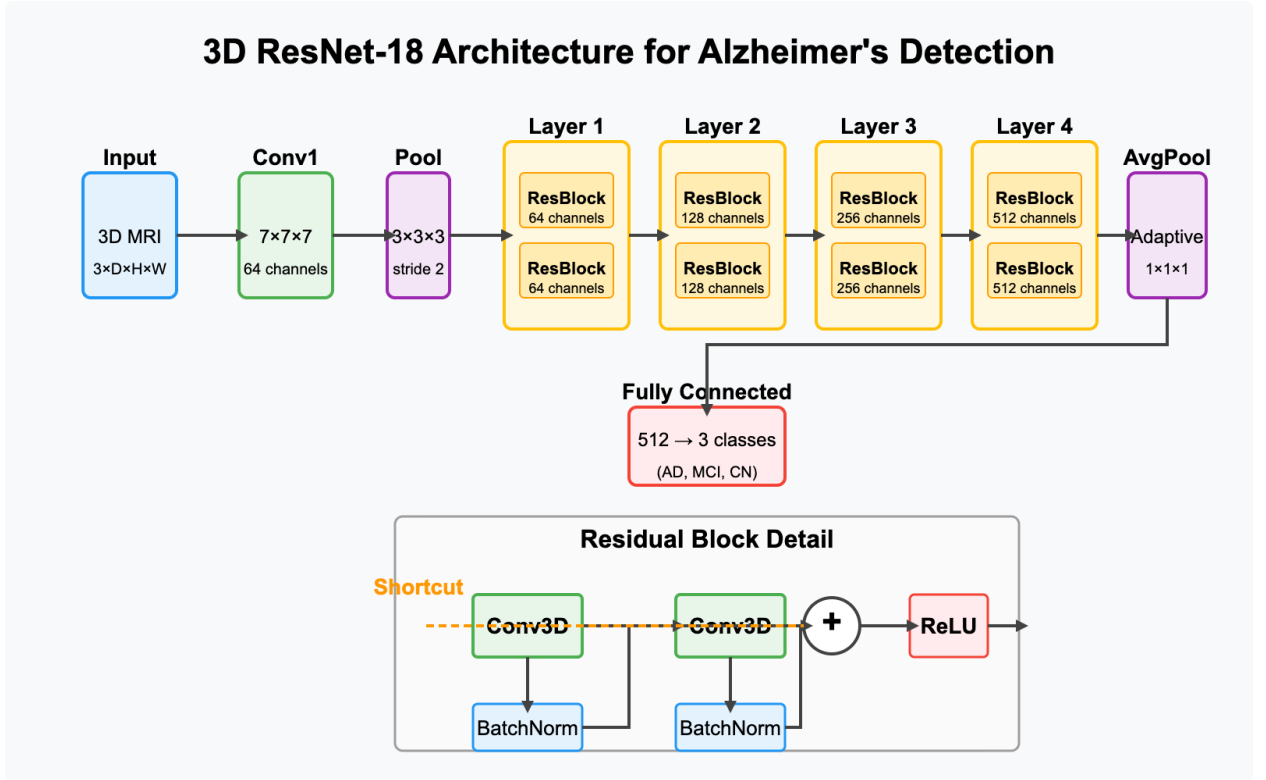 3D ResNet-18 Architecture for Alzheimer's Detection
Input
3D MRI
3×D×H×W
Conv1
7×7×7
64 channels
Pool
3×3×3
stride 2
Layer 1
ResBlock
64 channels
ResBlock
64 channels
Layer 2
ResBlock
128 channels
ResBlock
128 channels
Layer 3
ResBlock
256 channels
ResBlock
256 channels
Layer 4
ResBlock
512 channels
ResBlock
512 channels
AvgPool
Adaptive
1×1×1
Fully Connected
512 → 3 classes
(AD, MCI, CN)
Residual Block Detail
Shortcut
Conv3D
BatchNorm
Conv3D
BatchNorm
+
ReLU